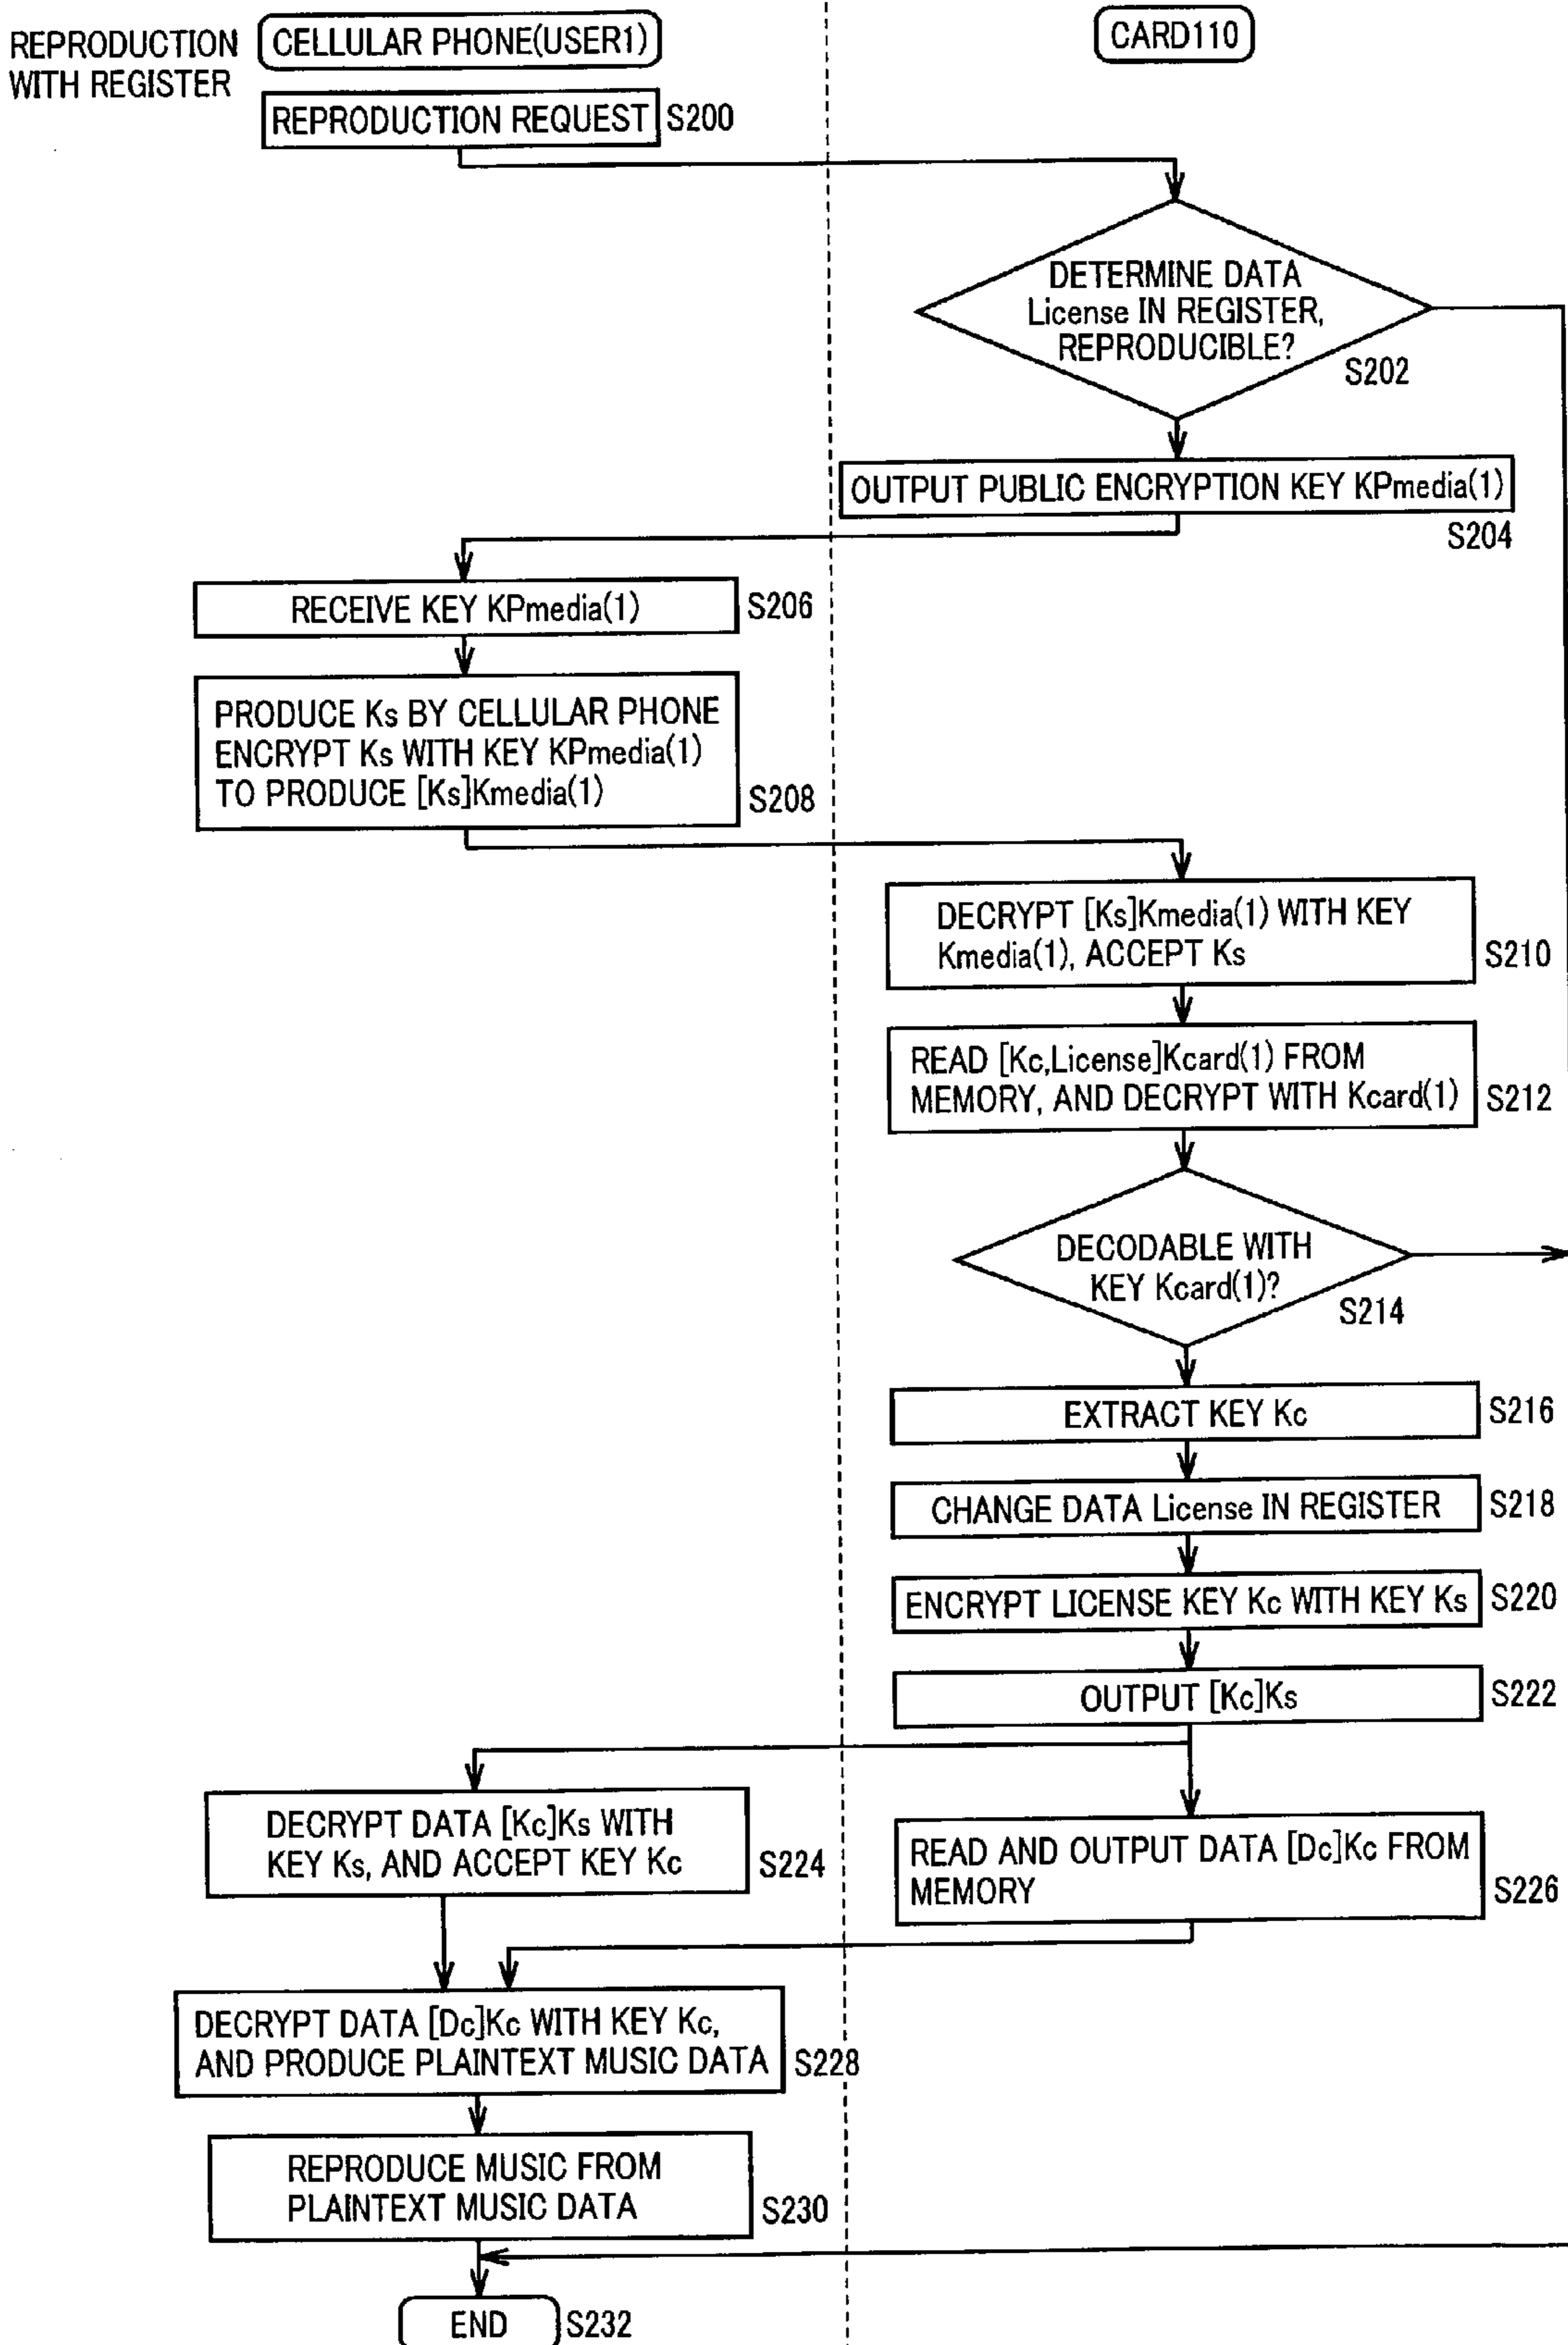 REPRODUCTION
WITH REGISTER
CELLULAR PHONE(USER1)
CARD110
REPRODUCTION REQUEST
S200
DETERMINE DATA
License IN REGISTER,
REPRODUCIBLE?
S202
OUTPUT PUBLIC ENCRYPTION KEY KPmedia(1)
S204
RECEIVE KEY KPmedia(1)
S206
PRODUCE Ks BY CELLULAR PHONE
ENCRYPT Ks WITH KEY KPmedia(1)
TO PRODUCE [Ks]Kmedia(1)
S208
DECRYPT [Ks]Kmedia(1) WITH KEY
Kmedia(1), ACCEPT Ks
S210
READ [Kc,License]Kcard(1) FROM
MEMORY, AND DECRYPT WITH Kcard(1)
S212
DECODABLE WITH
KEY Kcard(1)?
S214
EXTRACT KEY Kc
S216
CHANGE DATA License IN REGISTER
S218
ENCRYPT LICENSE KEY Kc WITH KEY Ks
S220
OUTPUT [Kc]Ks
S222
DECRYPT DATA [Kc]Ks WITH
KEY Ks, AND ACCEPT KEY Kc
S224
READ AND OUTPUT DATA [Dc]Kc FROM
MEMORY
S226
DECRYPT DATA [Dc]Kc WITH KEY Kc,
AND PRODUCE PLAINTEXT MUSIC DATA
S228
REPRODUCE MUSIC FROM
PLAINTEXT MUSIC DATA
S230
END
S232